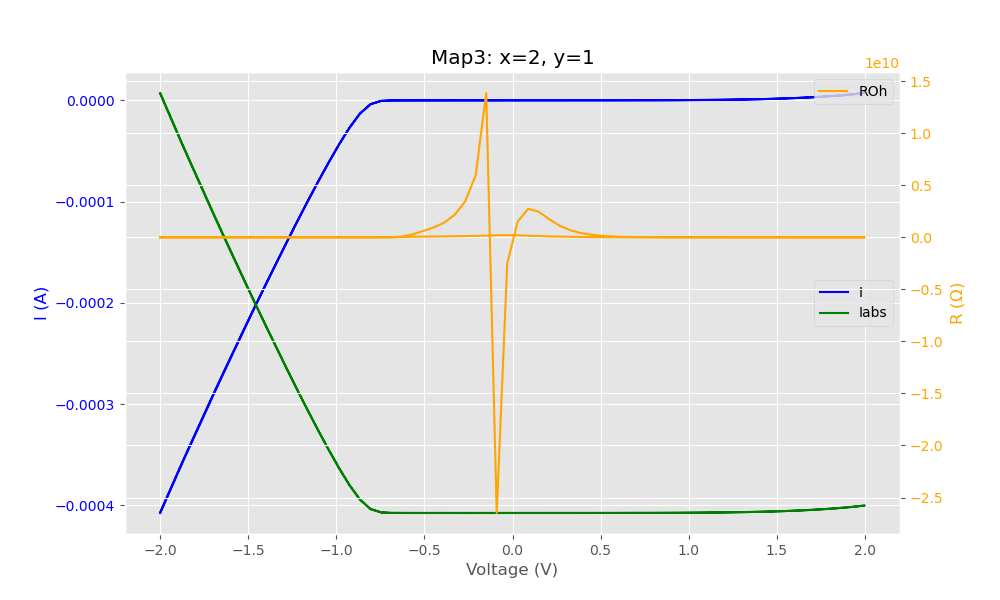 Map3: x=2, y=1
1e10
ROh
i
Iabs
I (A)
0.0000
−0.0001
−0.0002
−0.0003
−0.0004
R (Ω)
1.5
1.0
0.5
0.0
−0.5
−1.0
−1.5
−2.0
−2.5
−2.0 −1.5 −1.0 −0.5 0.0 0.5 1.0 1.5 2.0
Voltage (V)